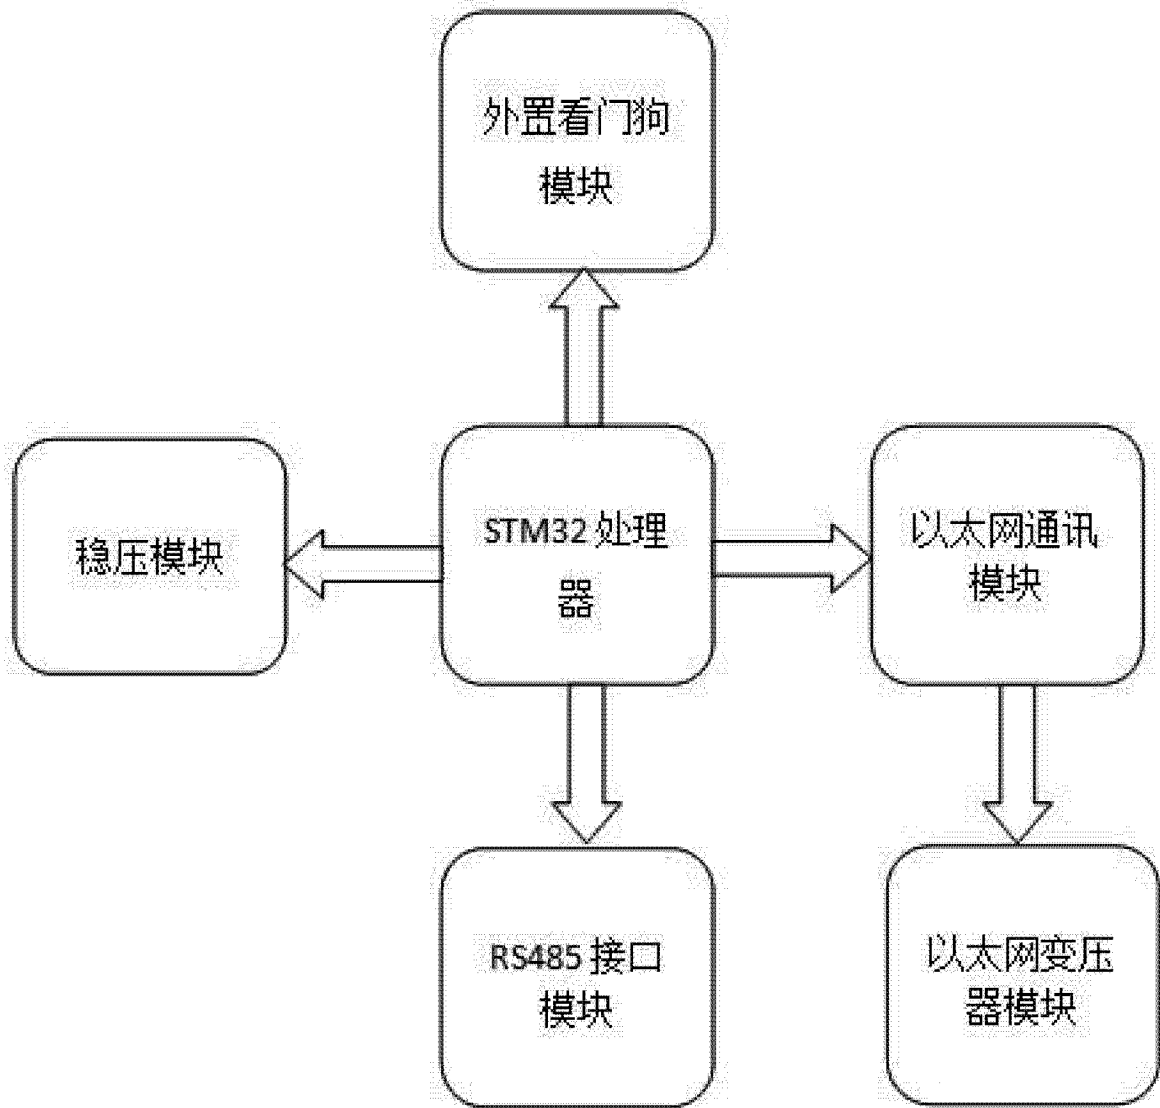 外置看门狗
模块
稳压模块
STM32 处理
器
以太网通讯
模块
RS485 接口
模块
以太网变压
器模块